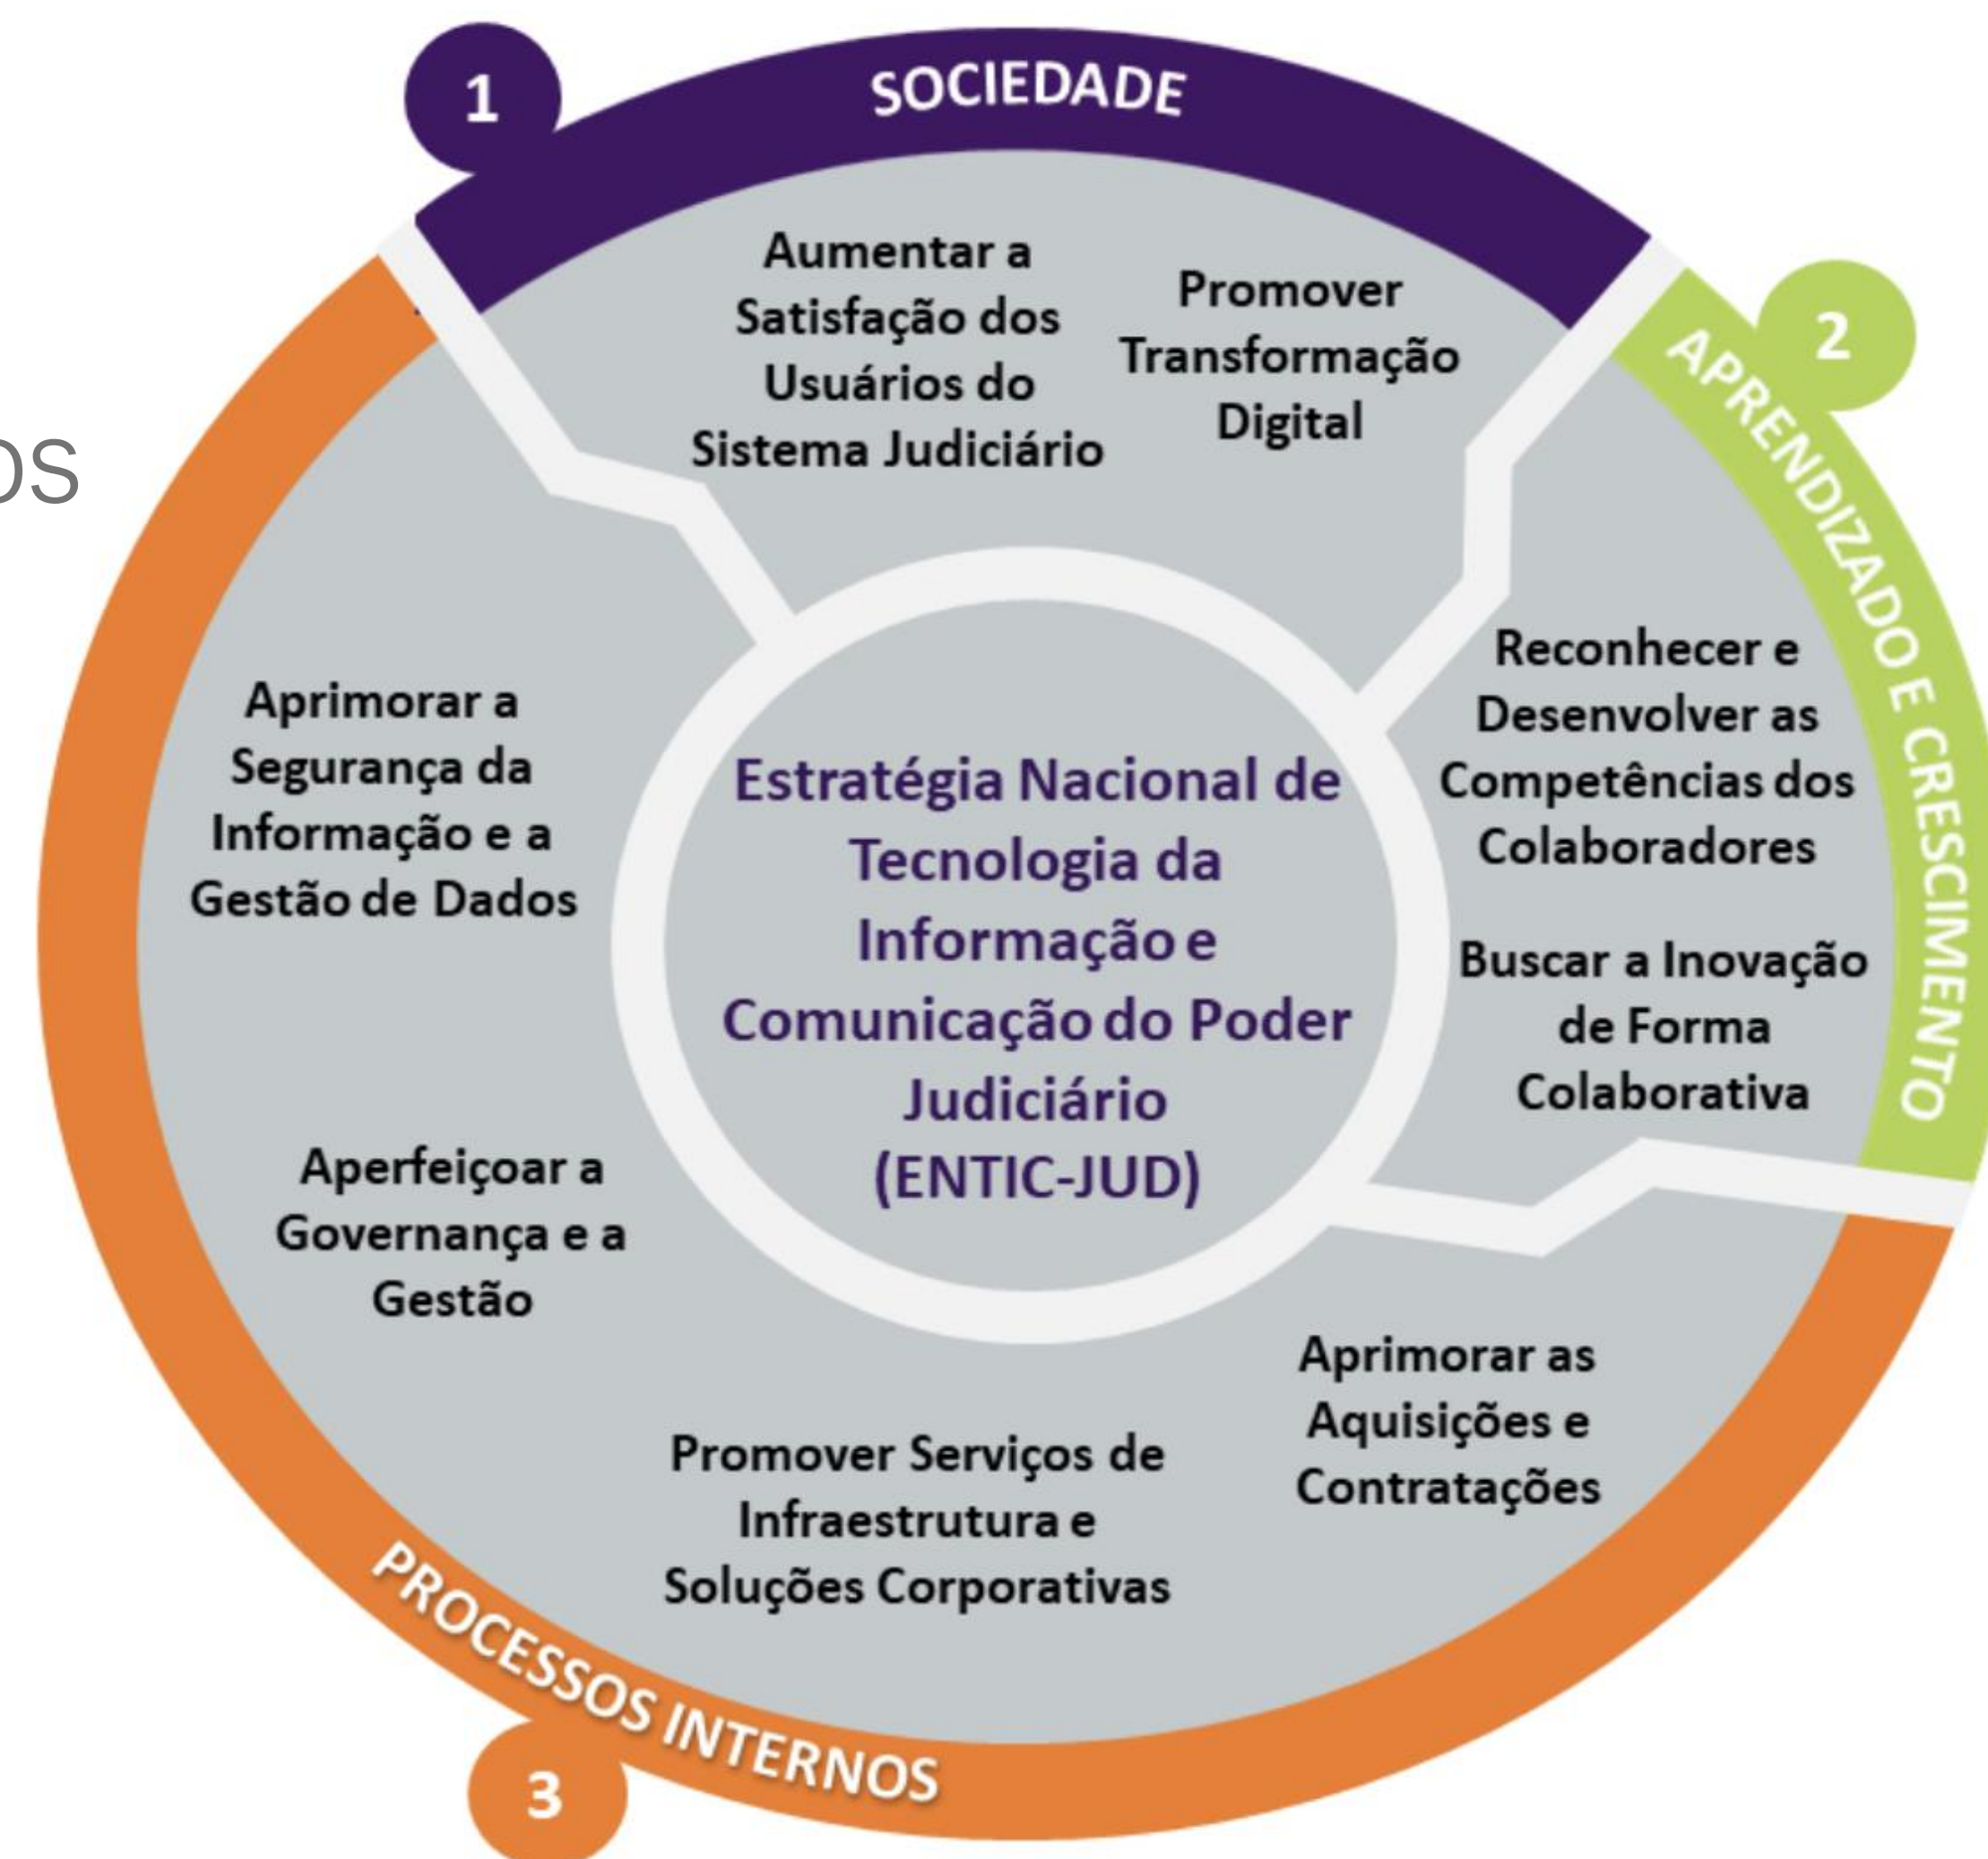 1
SOCIEDADE
Aumentar a
Satisfação dos
Usuários do
Sistema Judiciário
Promover
Transformação
Digital
2
APRENDIZADO E CRESCIMENTO
Reconhecer e
Desenvolver as
Competências dos
Colaboradores
Buscar a Inovação
de Forma
Colaborativa
Estratégia Nacional de
Tecnologia da
Informação e
Comunicação do Poder
Judiciário
(ENTIC-JUD)
Aprimorar a
Segurança da
Informação e a
Gestão de Dados
Aperfeiçoar a
Governança e a
Gestão
Promover Serviços de
Infraestrutura e
Soluções Corporativas
Aprimorar as
Aquisições e
Contratações
PROCESSOS INTERNOS
3